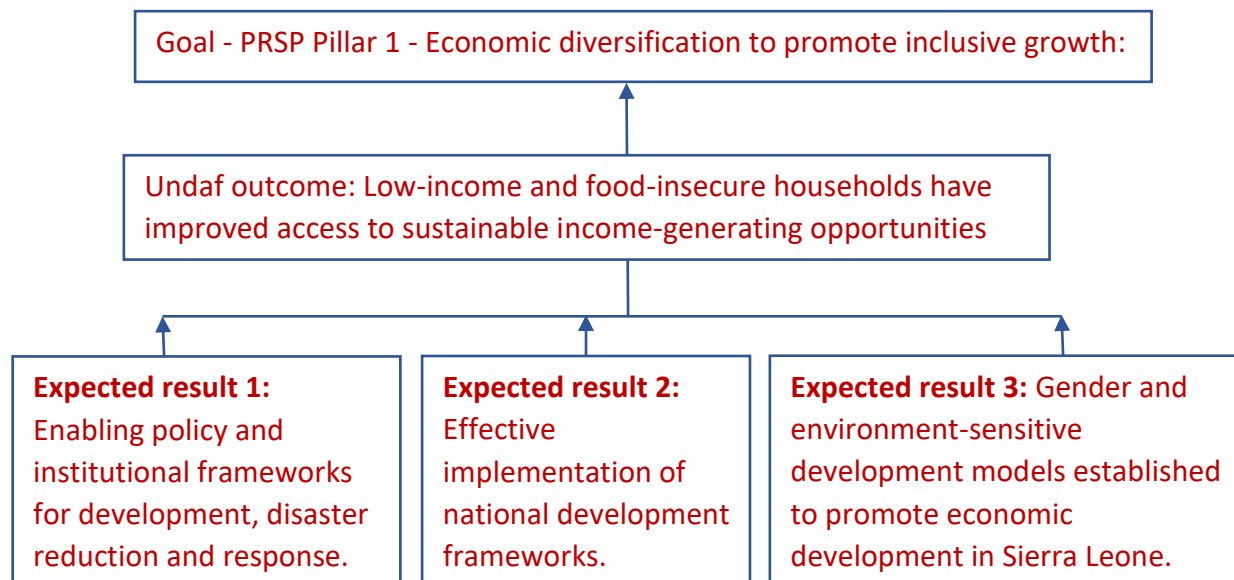 Goal - PRSP Pillar 1 - Economic diversification to promote inclusive growth:
Undaf outcome: Low-income and food-insecure households have
improved access to sustainable income-generating opportunities
Expected result 1:
Enabling policy and
institutional frameworks
for development, disaster
reduction and response.
Expected result 2:
Effective
implementation of
national development
frameworks.
Expected result 3: Gender and
environment-sensitive
development models established
to promote economic
development in Sierra Leone.